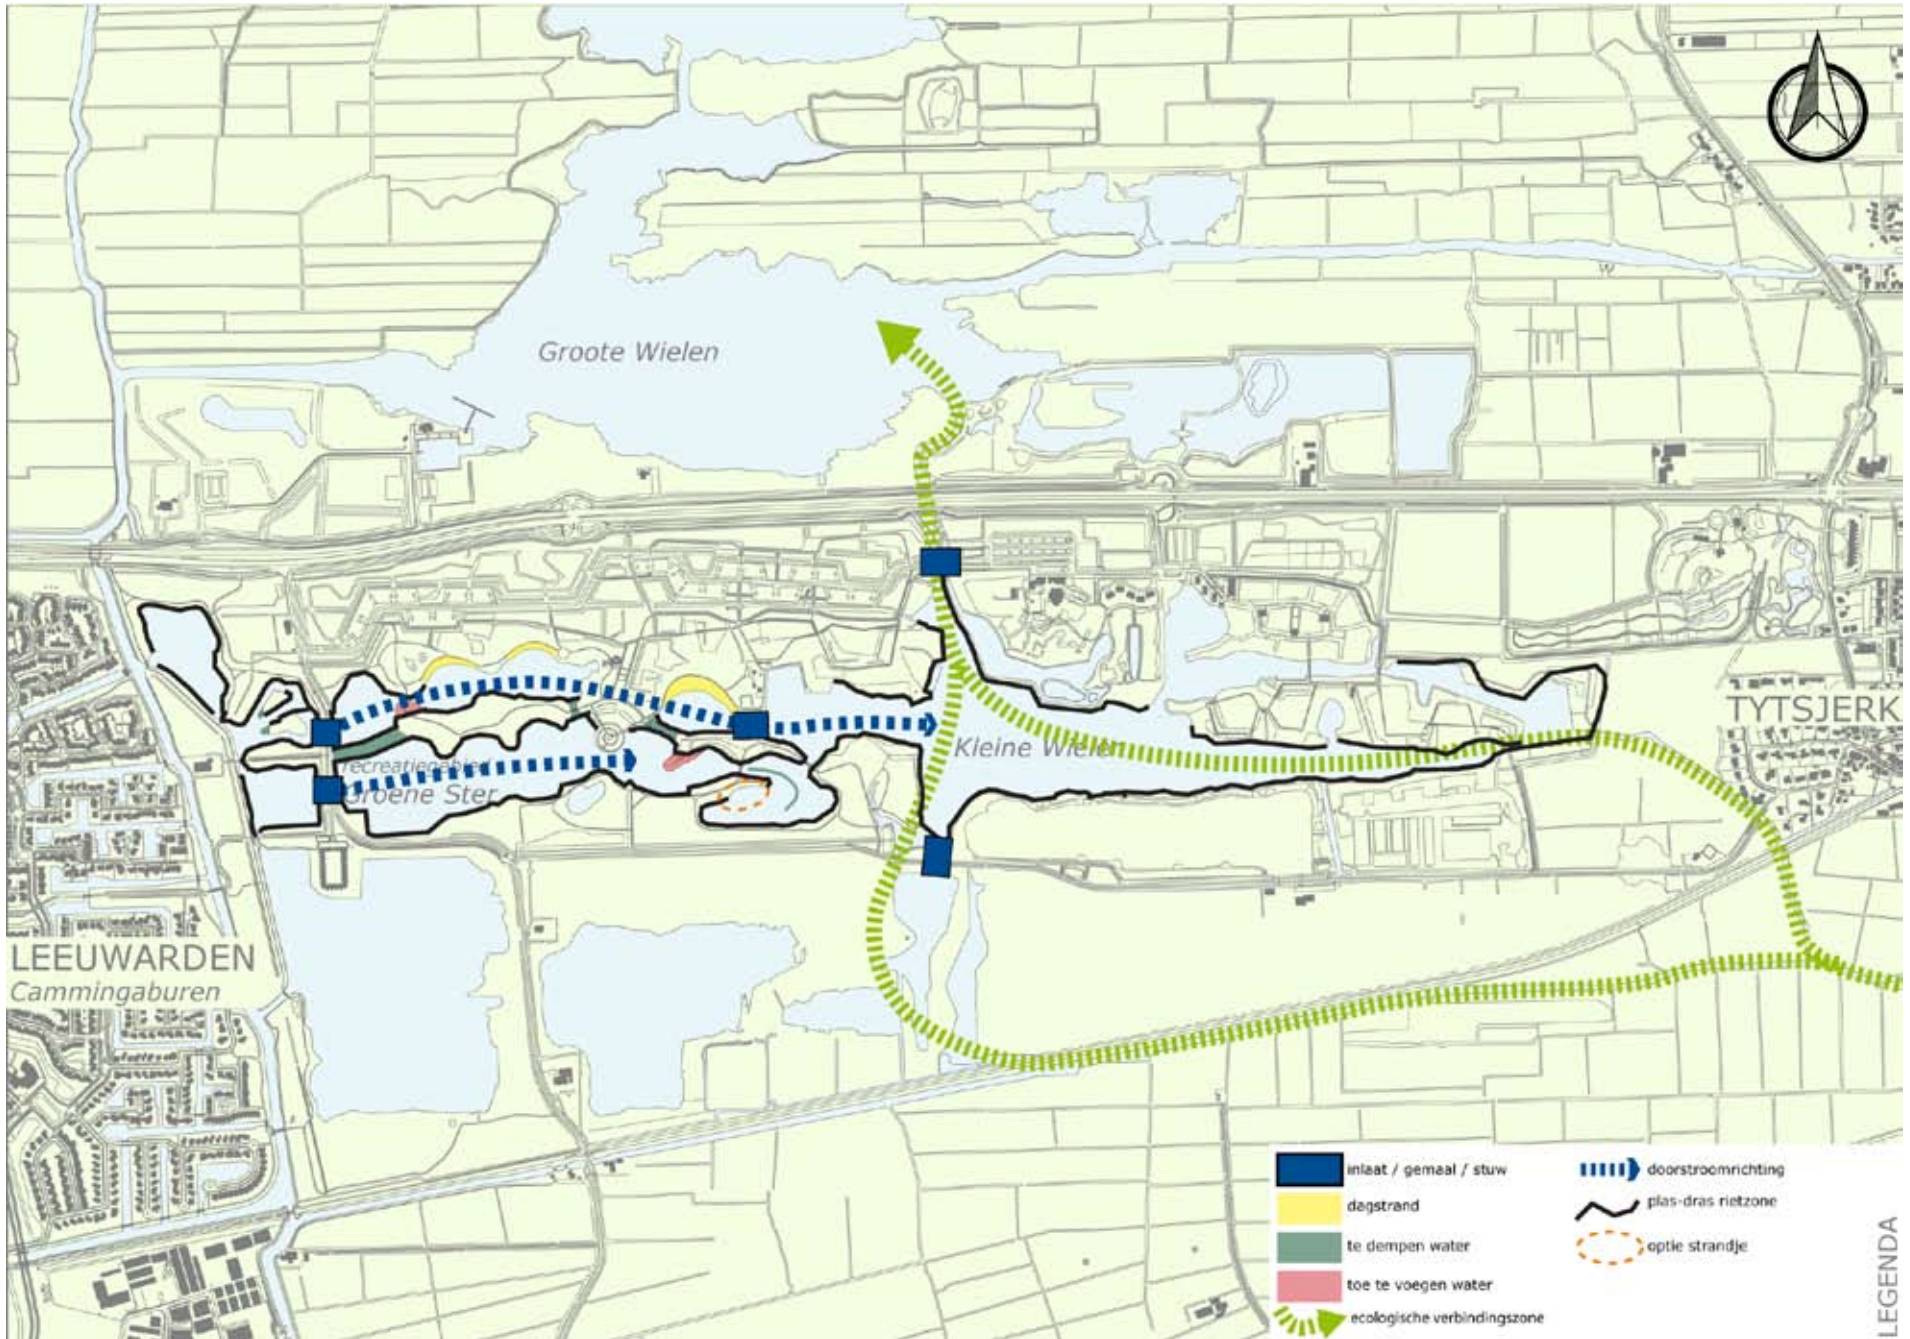 Groote Wielen
TYTSJERK
Kleine Wielen
recreatiegebied
Groene Ster
LEEUWARDEN
Cammingaburen
inlaat / gemaal / stuw
dagstrand
te dempen water
toe te voegen water
ecologische verbindingszone
doorstroomrichting
plas-dras rietzone
optie strandje
LEGENDA